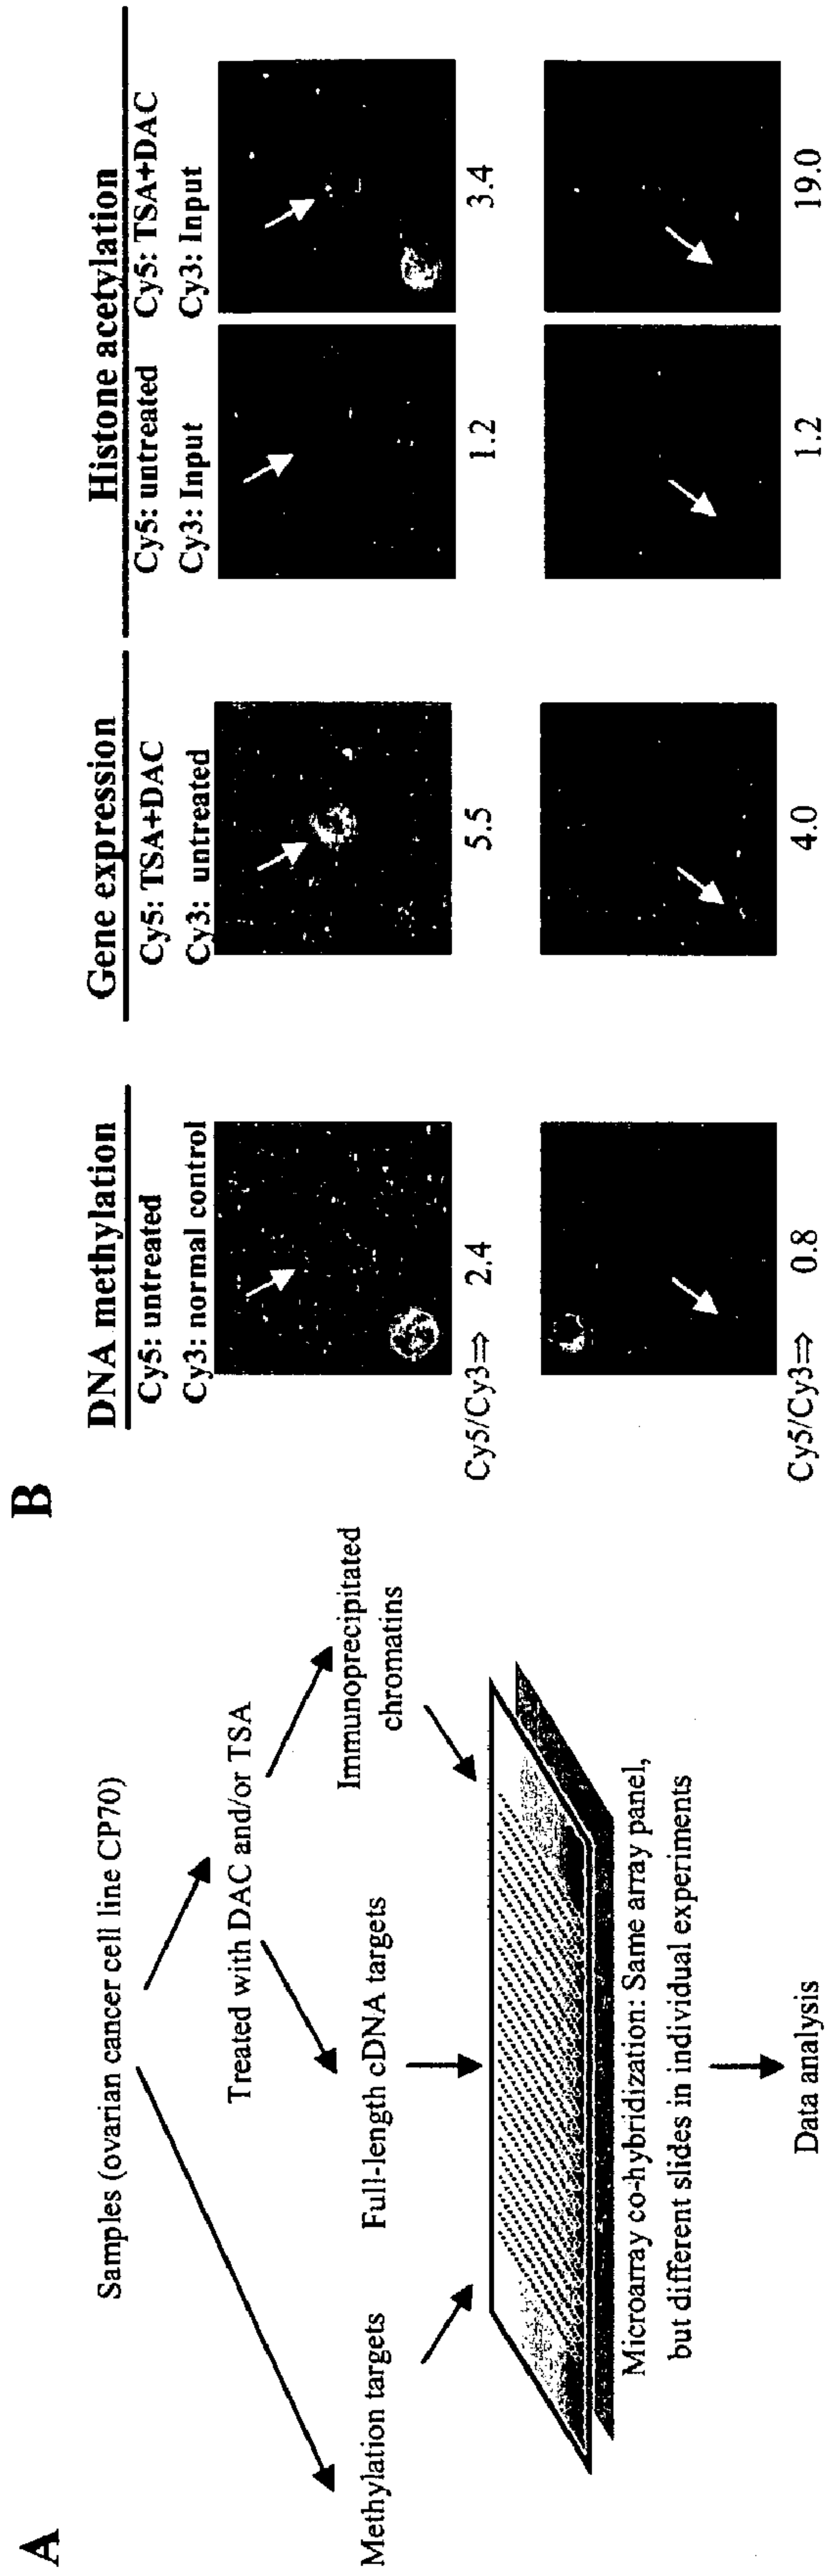 A
Samples (ovarian cancer cell line CP70)
Treated with DAC and/or TSA
Methylation targets
Full-length cDNA targets
Immunoprecipitated
chromatins
Microarray co-hybridization: Same array panel,
but different slides in individual experiments
Data analysis
B
DNA methylation
Cy5: untreated
Cy3: normal control
Gene expression
Cy5: TSA+DAC
Cy3: untreated
Histone acetylation
Cy5: untreated
Cy3: Input
Cy5: TSA+DAC
Cy3: Input
Cy5/Cy3⇒ 2.4
5.5
1.2
3.4
Cy5/Cy3⇒ 0.8
4.0
1.2
19.0